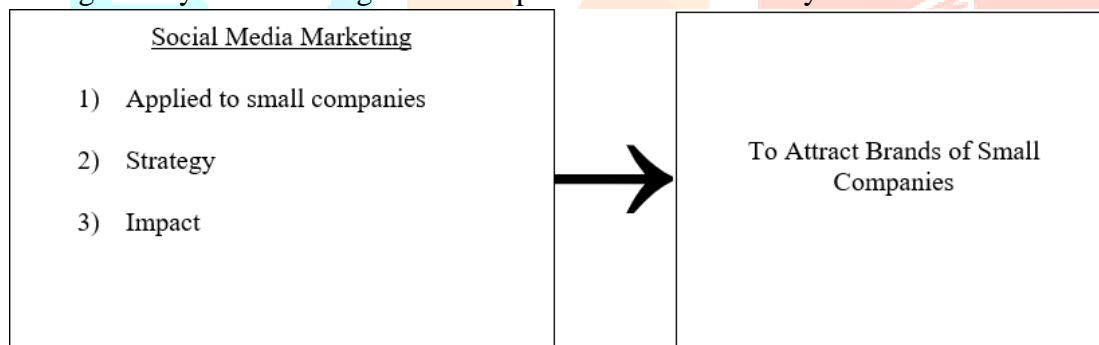 Social Media Marketing
1) Applied to small companies
2) Strategy
3) Impact
To Attract Brands of Small
Companies